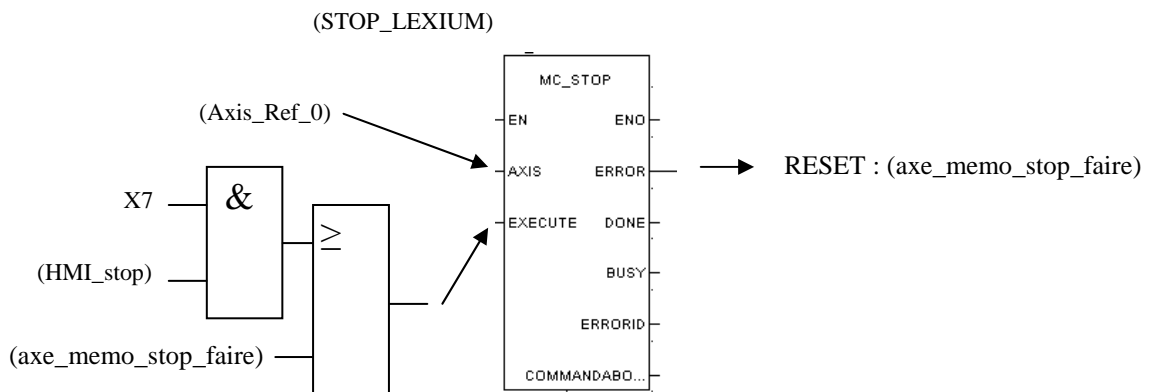 (STOP_LEXIUM)
MC_STOP
(Axis_Ref_0)
EN ENO
AXIS ERROR
RESET : (axe_memo_stop_faire)
X7
&
≥
EXECUTE DONE
(HMI_stop)
BUSY
ERRORID
(axe_memo_stop_faire)
COMMANDABO...